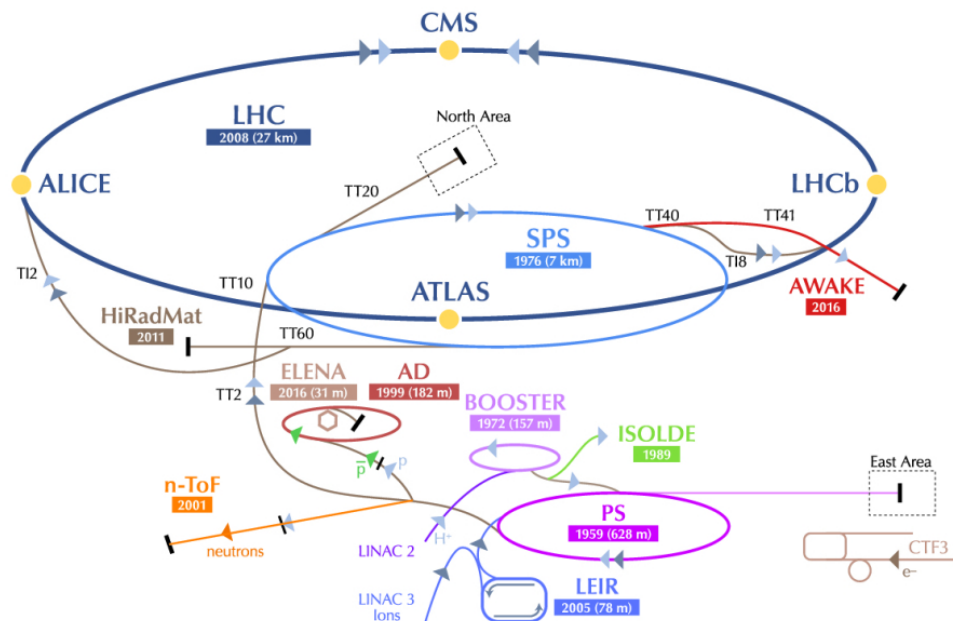 CMS
LHC
2008 (27 km)
North Area
TT20
ALICE
LHCb
TT40
TT41
SPS
1976 (7 km)
TI8
TI2
TT10
ATLAS
AWAKE
2016
HiRadMat
2011
TT60
ELENA
2016 (31 m)
AD
1999 (182 m)
TT2
BOOSTER
1972 (157 m)
ISOLDE
1989
p̅
p
East Area
n-ToF
2001
PS
1959 (628 m)
neutrons
H⁺
LINAC 2
CTF3
e-
LEIR
2005 (78 m)
LINAC 3
Ions